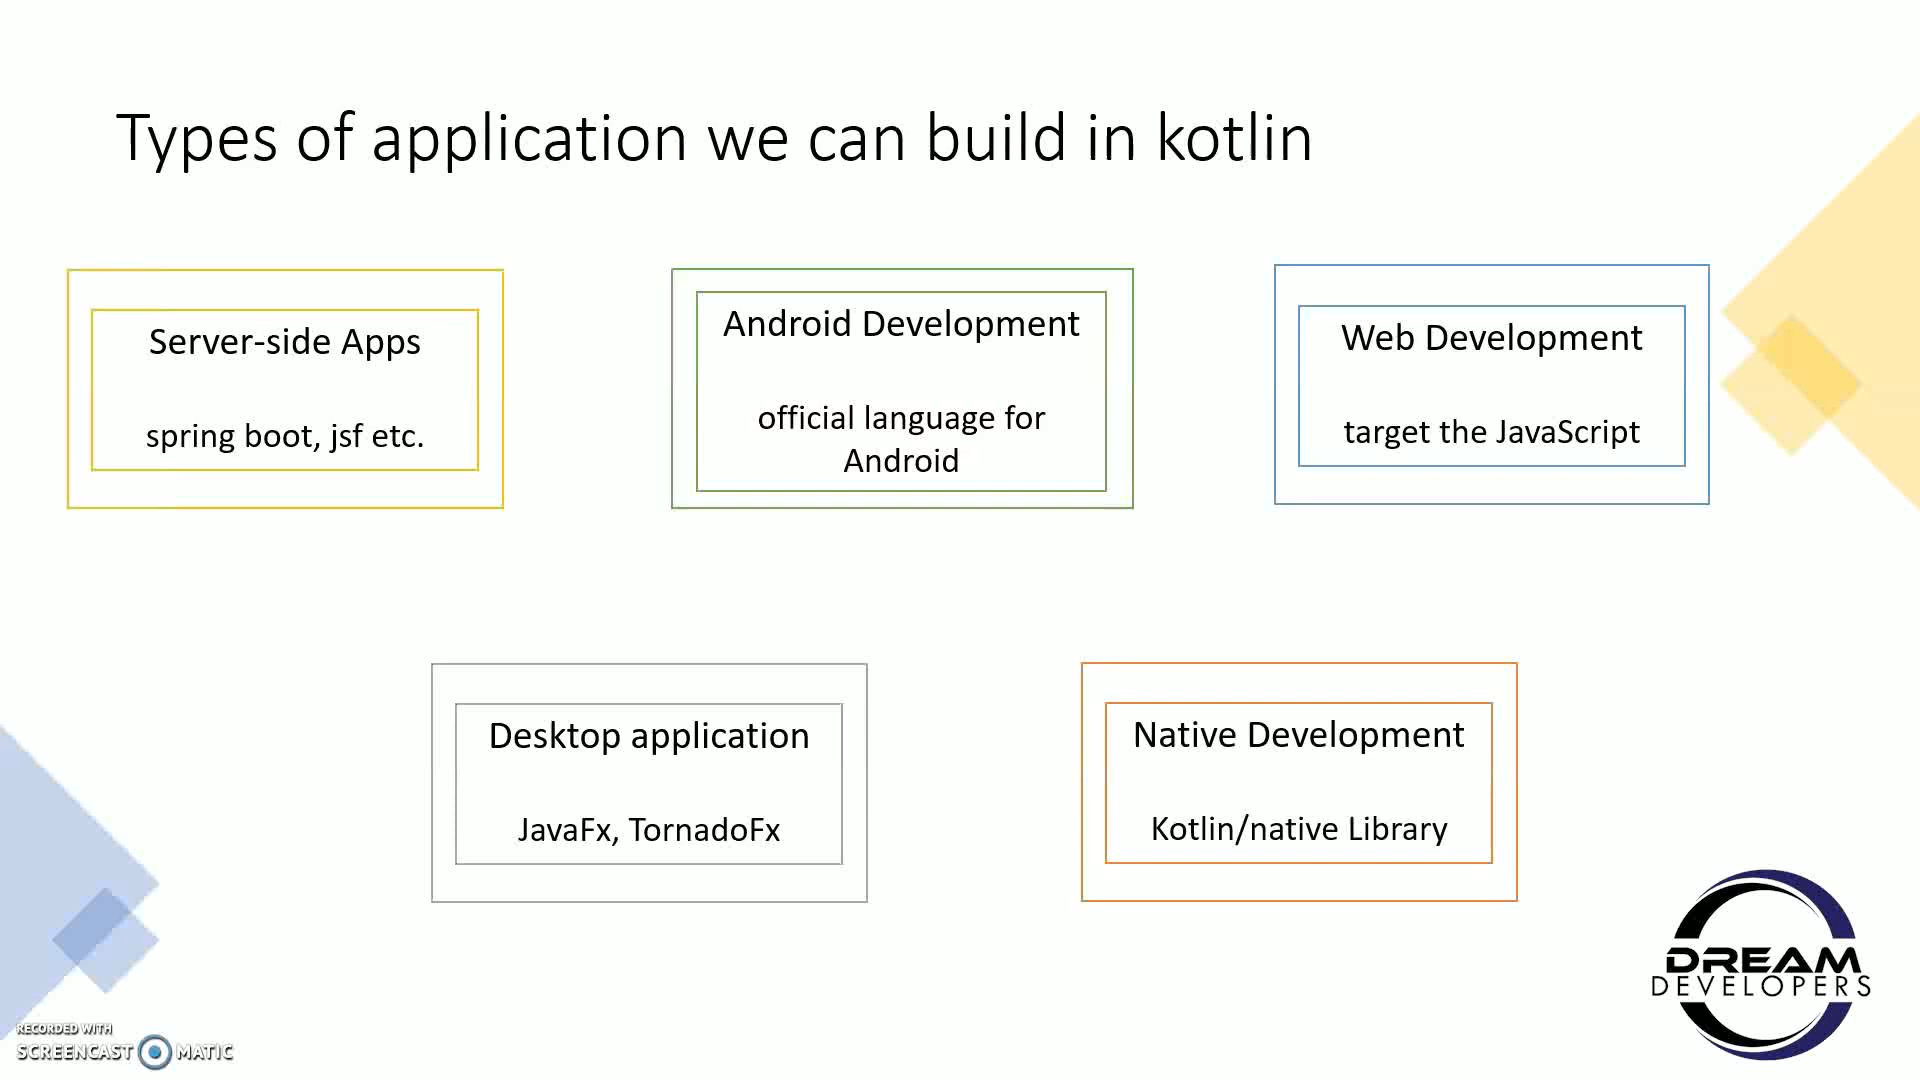 Types of application we can build in kotlin
Server-side Apps
spring boot, jsf etc.
Android Development
official language for
Android
Web Development
target the JavaScript
Desktop application
JavaFx, TornadoFx
Native Development
Kotlin/native Library
DREAM
DEVELOPERS
RECORDED WITH
SCREENCAST MATIC